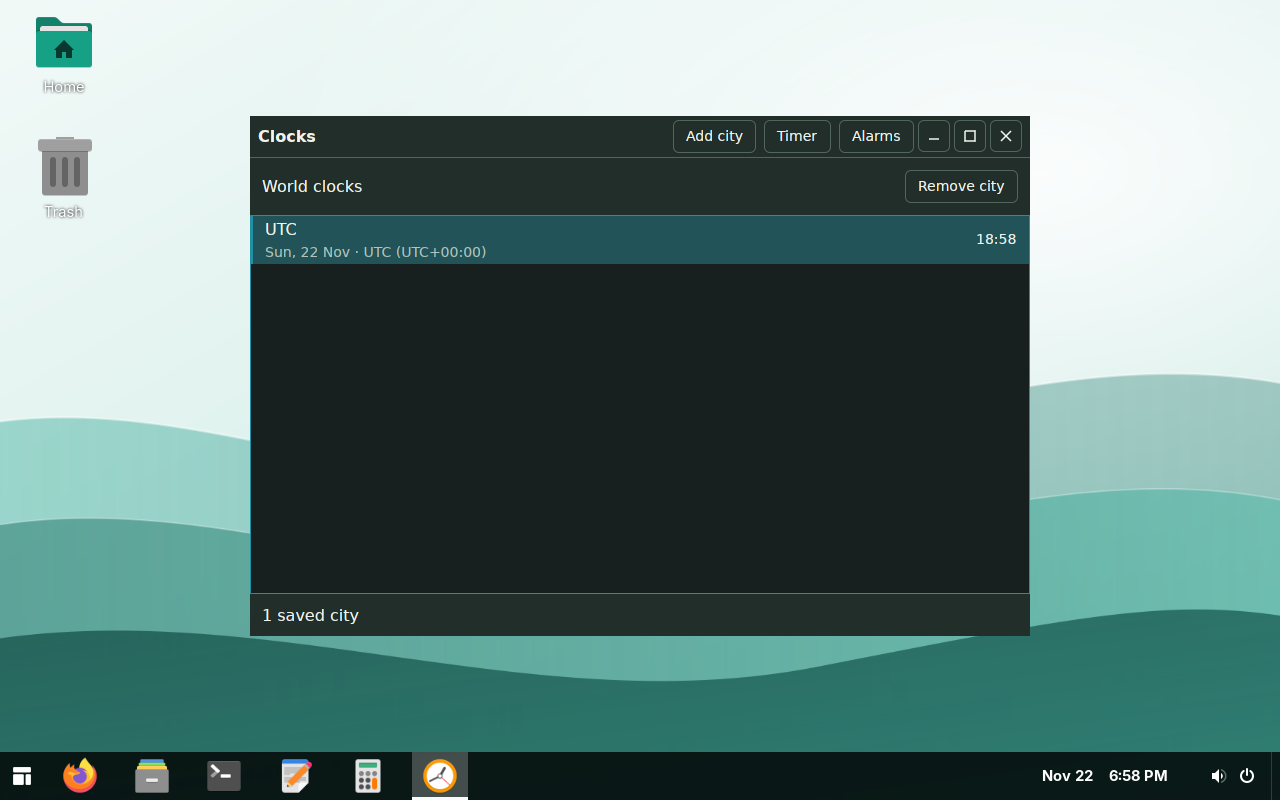 Home
Trash
Clocks
Add city
Timer
Alarms
World clocks
Remove city
UTC
Sun, 22 Nov · UTC (UTC+00:00)
18:58
1 saved city
Nov 22
6:58 PM